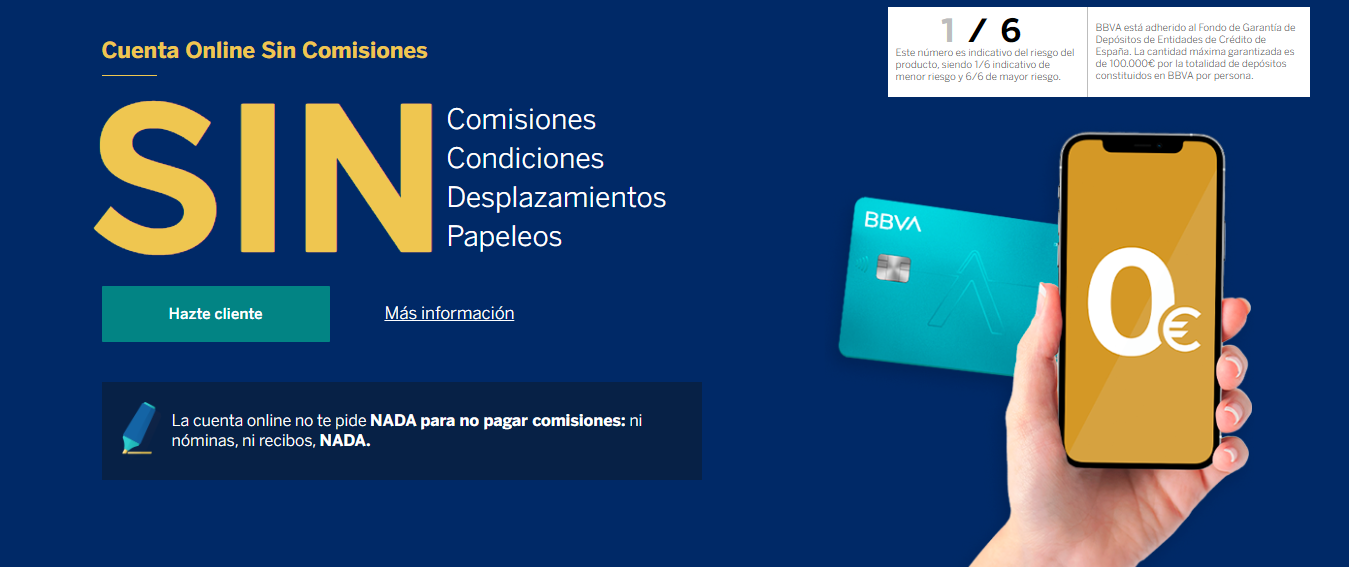 Cuenta Online Sin Comisiones
SIN
Comisiones
Condiciones
Desplazamientos
Papeleos
Hazte cliente
Más información
La cuenta online no te pide NADA para no pagar comisiones: ni
nóminas, ni recibos, NADA.
1 / 6
Este número es indicativo del riesgo del
producto, siendo 1/6 indicativo de
menor riesgo y 6/6 de mayor riesgo.
BBVA está adherido al Fondo de Garantía de
Depósitos de Entidades de Crédito de
España. La cantidad máxima garantizada es
de 100.000€ por la totalidad de depósitos
constituidos en BBVA por persona.
BBVA
0€